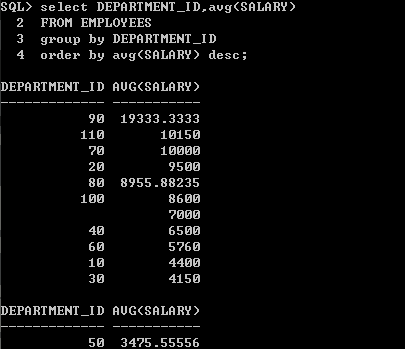 SQL> select DEPARTMENT_ID,avg(SALARY)
2 FROM EMPLOYEES
3 group by DEPARTMENT_ID
4 order by avg(SALARY) desc;
DEPARTMENT_ID AVG(SALARY)
------------- -----------
90 19333.3333
110 10150
70 10000
20 9500
80 8955.88235
100 8600
7000
40 6500
60 5760
10 4400
30 4150
DEPARTMENT_ID AVG(SALARY)
------------- -----------
50 3475.55556